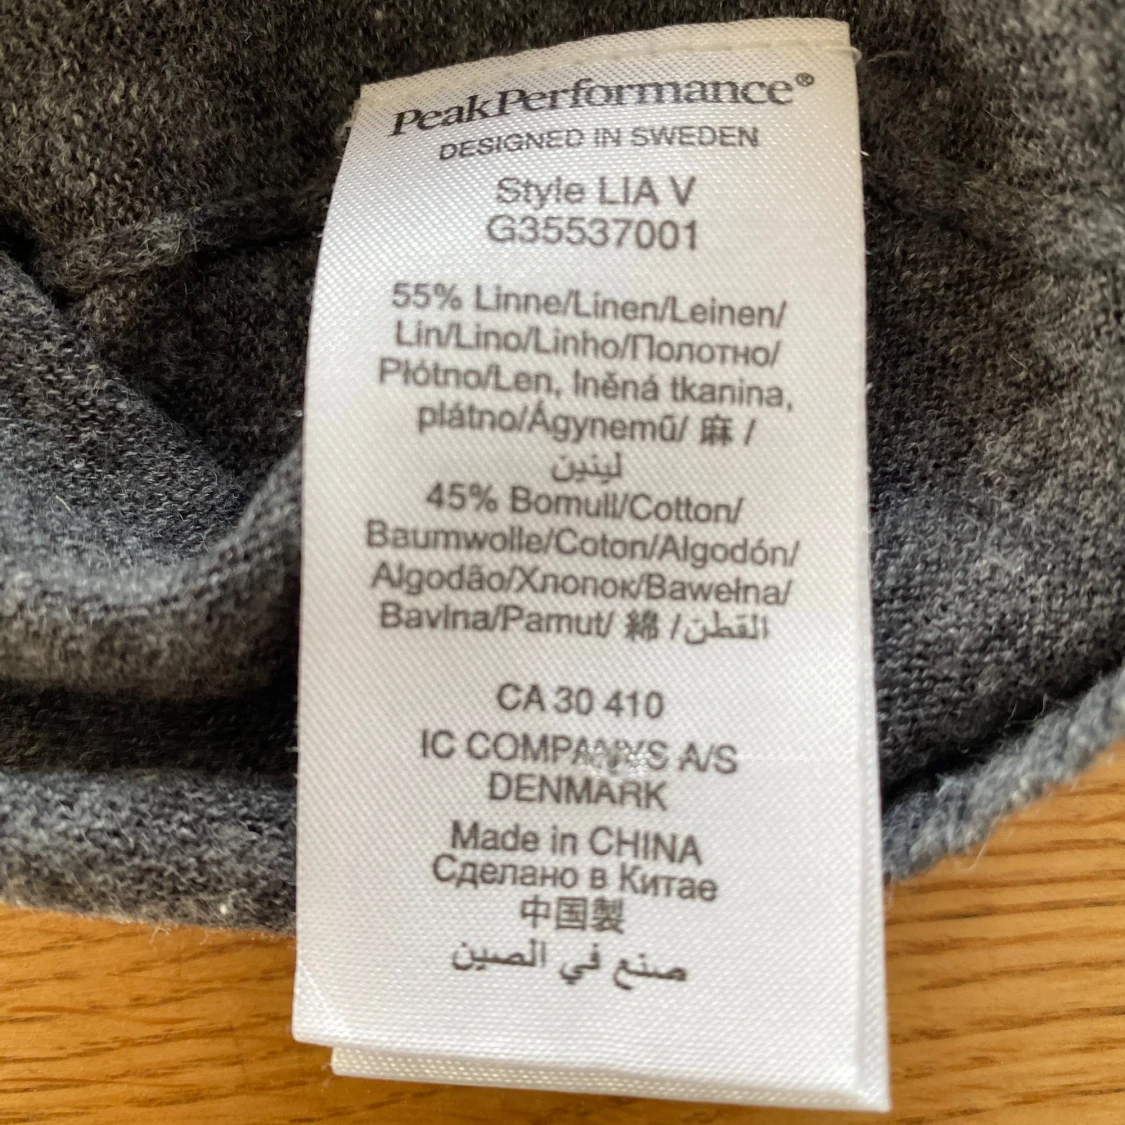 PeakPerformance®
DESIGNED IN SWEDEN
Style LIA V
G35537001
55% Linne/Linen/Leinen/
Lin/Lino/Linho/Полотно/
Płótno/Len, lněná tkanina,
plátno/Ágynemű/ 麻 /
لينين
45% Bomull/Cotton/
Baumwolle/Coton/Algodón/
Algodão/Хлопок/Bawełna/
Bavlna/Pamut/ 綿 /القطن
CA 30 410
IC COMPANYS A/S
DENMARK
Made in CHINA
Сделано в Китае
中国製
صنع في الصين